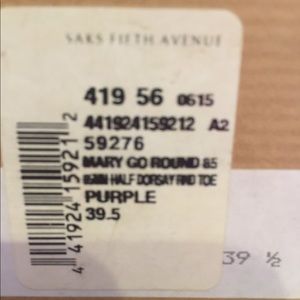 SAKS FIFTH AVENUE
419 56 0615
441924159212 A2
59276
MARY GO ROUND 85
HALF DORSAY RND TOE
PURPLE
39.5
4 41924 15921 2
39 ½